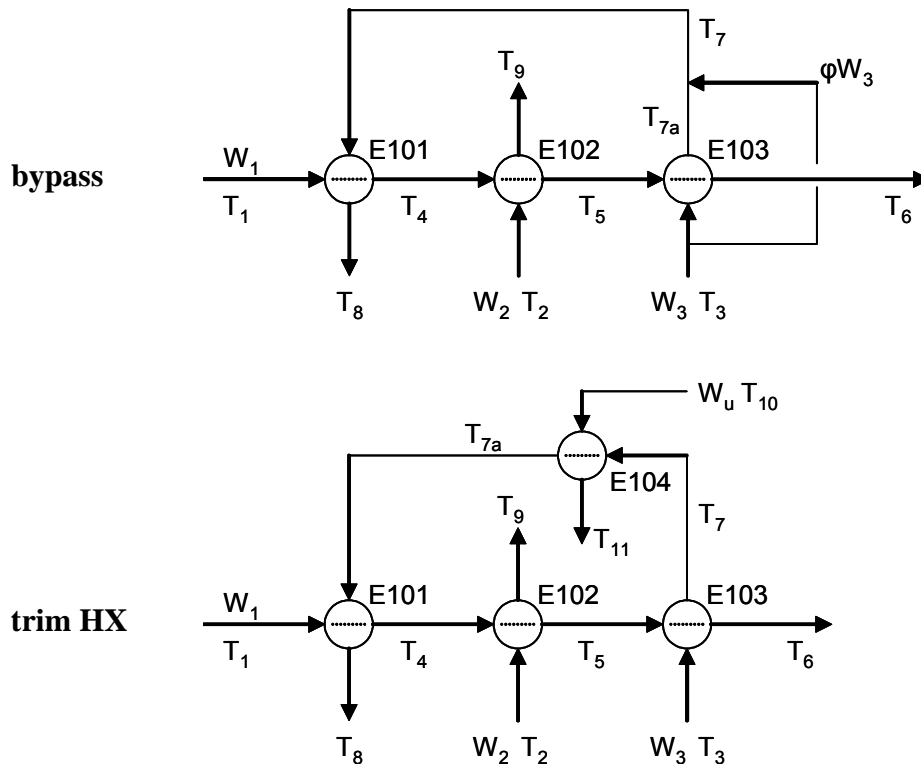 T7
T9
φW3
T7a
E101
E102
E103
bypass
W1
T1
T4
T5
T6
T8
W2 T2
W3 T3
Wu T10
T7a
E104
T9
T7
T11
E101
E102
E103
trim HX
W1
T1
T4
T5
T6
T8
W2 T2
W3 T3